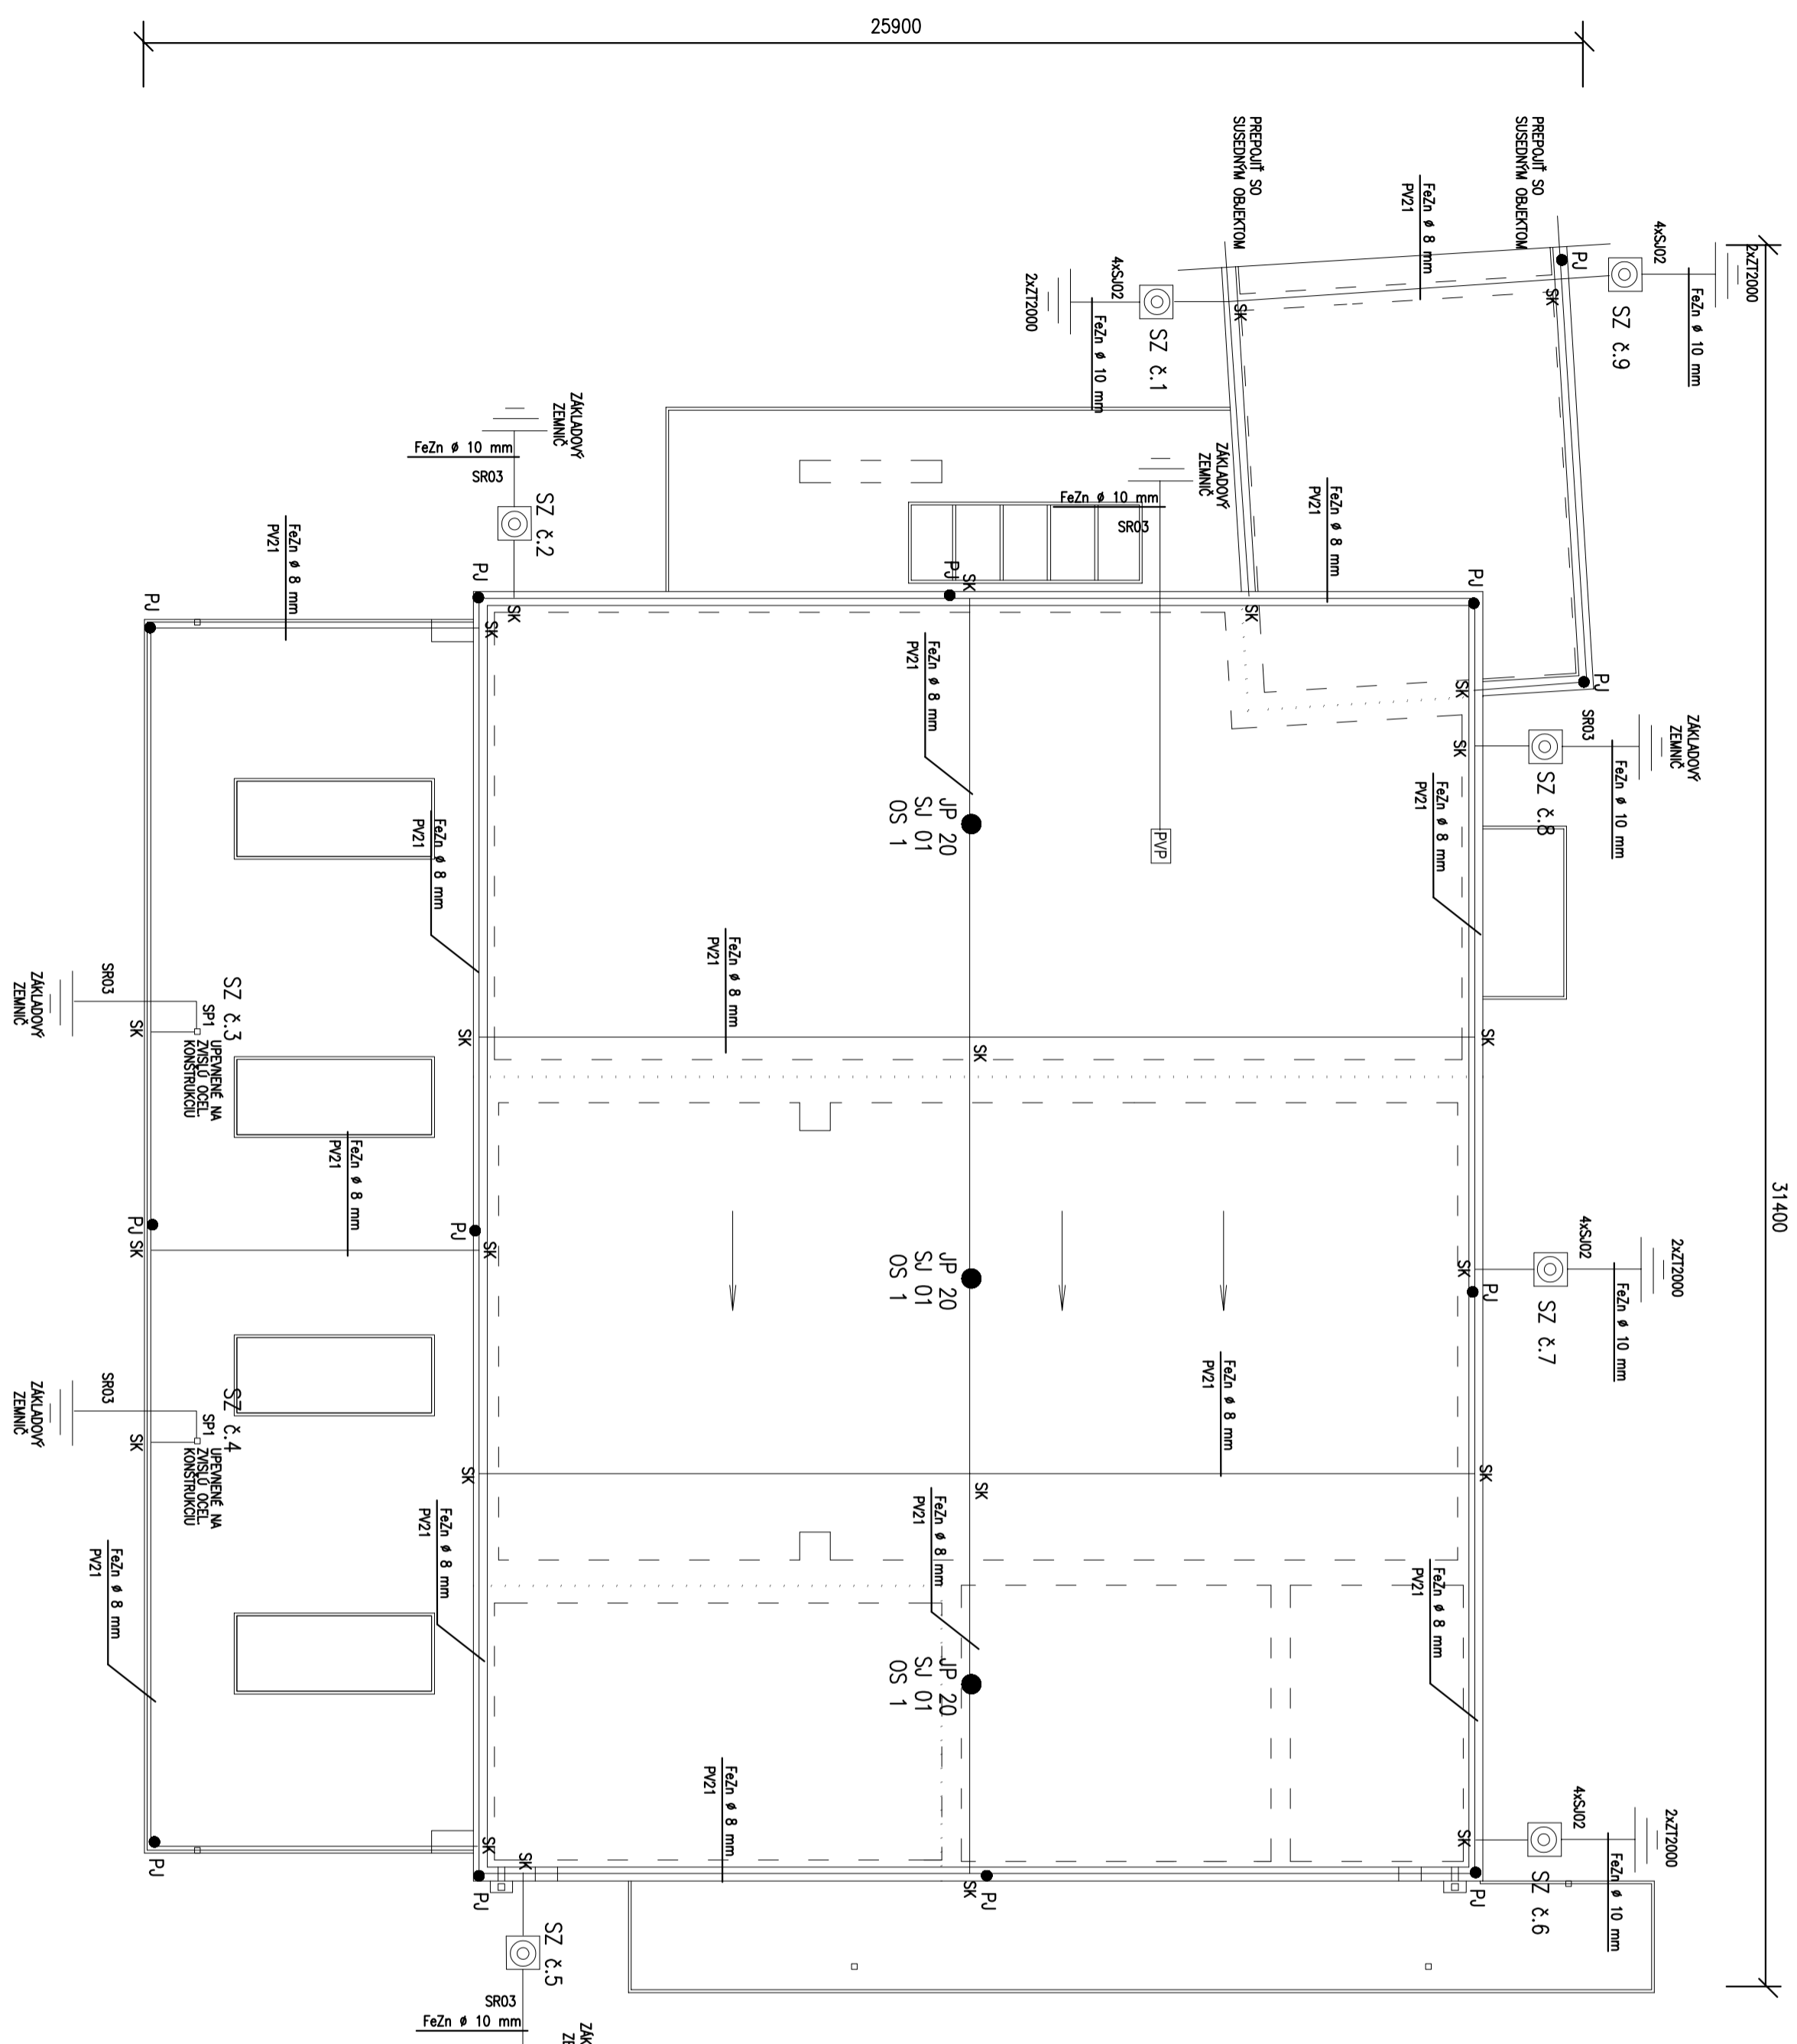 25900
31400
PREPOJIŤ SO
SUSEDNÝM OBJEKTOM
PREPOJIŤ SO
SUSEDNÝM OBJEKTOM
FeZn ø 8 mm
PV21
PJ
SK
4xSJ02
2xZT2000
FeZn ø 10 mm
SZ č.9
4xSJ02
2xZT2000
FeZn ø 10 mm
SZ č.1
SK
ZÁKLADOVÝ
ZEMNIČ
FeZn ø 10 mm
SR03
SZ č.2
ZÁKLADOVÝ
ZEMNIČ
FeZn ø 10 mm
SR03
PVP
FeZn ø 8 mm
PV21
FeZn ø 8 mm
PV21
PJ
PJ
SK
SK
PJ
SK
SK
PJ
PJ
SK
SK
FeZn ø 8 mm
PV21
ZÁKLADOVÝ
ZEMNIČ
SR03
FeZn ø 10 mm
SZ č.8
JP 20
SJ 01
OS 1
FeZn ø 8 mm
PV21
FeZn ø 8 mm
PV21
FeZn ø 8 mm
PV21
SZ č.3
SR03
ZÁKLADOVÝ
ZEMNIČ
SP1
UPEVNENÉ NA
ZVISLÚ OCEL.
KONŠTRUKCIU
SK
SK
SK
SK
FeZn ø 8 mm
PV21
PJ
SK
PJ
SK
JP 20
SJ 01
OS 1
SK
PJ
4xSJ02
2xZT2000
FeZn ø 10 mm
SZ č.7
FeZn ø 8 mm
PV21
SZ č.4
SR03
ZÁKLADOVÝ
ZEMNIČ
SP1
UPEVNENÉ NA
ZVISLÚ OCEL.
KONŠTRUKCIU
SK
SK
SK
SK
FeZn ø 8 mm
PV21
FeZn ø 8 mm
PV21
FeZn ø 8 mm
PV21
FeZn ø 8 mm
PV21
JP 20
SJ 01
OS 1
FeZn ø 8 mm
PV21
4xSJ02
2xZT2000
FeZn ø 10 mm
SZ č.6
SK
PJ
PJ
SK
SK
SK
PJ
PJ
SZ č.5
SR03
FeZn ø 10 mm